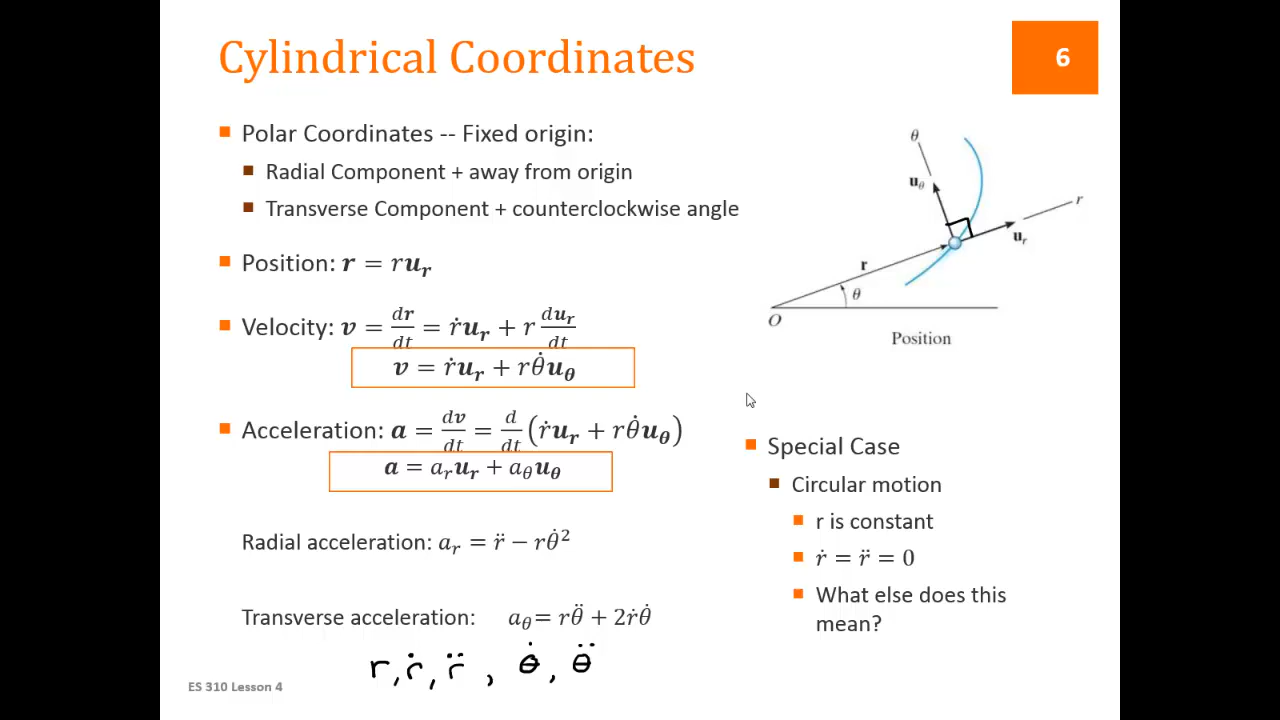 Cylindrical Coordinates
6
Polar Coordinates -- Fixed origin:
Radial Component + away from origin
Transverse Component + counterclockwise angle
Position: r = ru_r
Velocity: v = dr/dt = ṙu_r + r du_r/dt
v = ṙu_r + rθ̇u_θ
Acceleration: a = dv/dt = d/dt (ṙu_r + rθ̇u_θ)
a = a_r u_r + a_θ u_θ
Radial acceleration: a_r = r̈ − rθ̇²
Transverse acceleration: a_θ = rθ̈ + 2ṙθ̇
r, ṙ, r̈, θ̇, θ̈
ES 310 Lesson 4
θ
u_θ
r
u_r
r
θ
O
Position
Special Case
Circular motion
r is constant
ṙ = r̈ = 0
What else does this
mean?